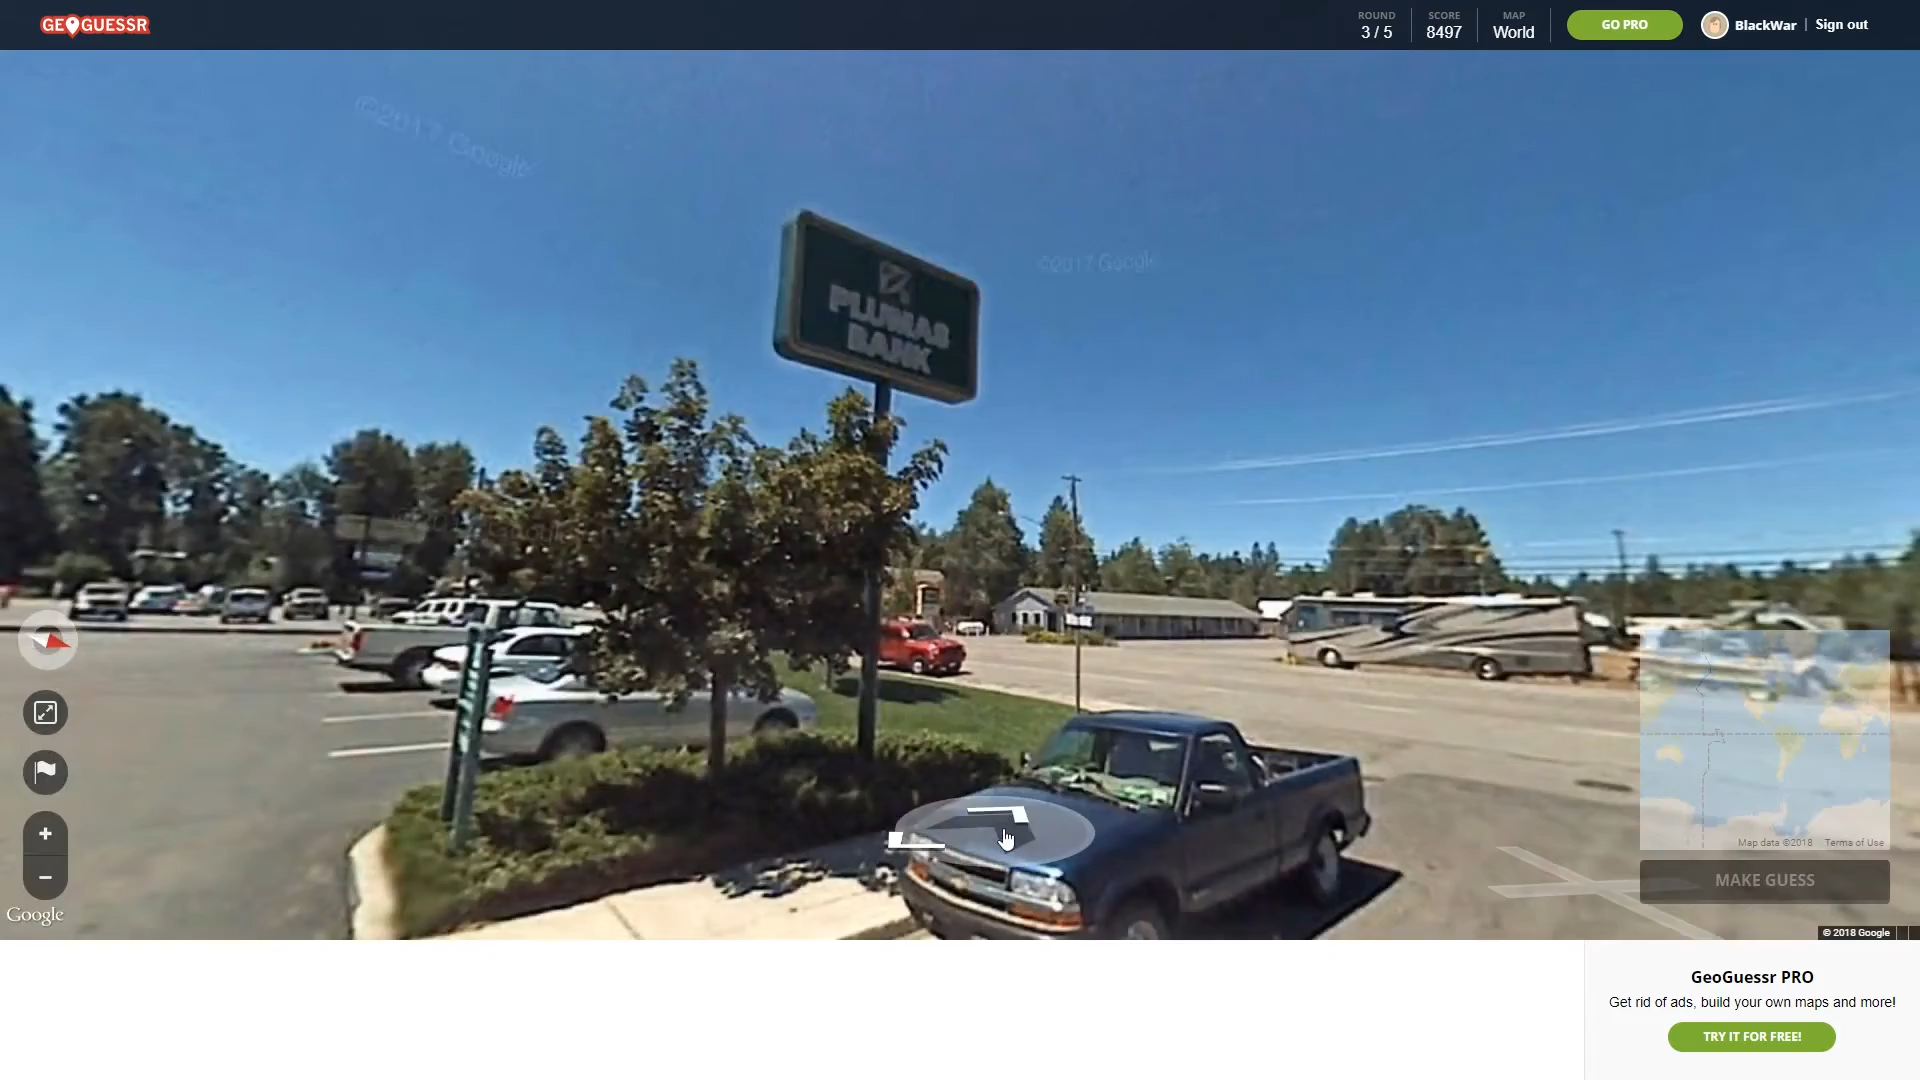 GEOGUESSR
ROUND
3 / 5
SCORE
8497
MAP
World
GO PRO
BlackWar
Sign out
©2017 Google
©2017 Google
PLUMAS
BANK
Map data ©2018
Terms of Use
MAKE GUESS
Google
© 2018 Google
GeoGuessr PRO
Get rid of ads, build your own maps and more!
TRY IT FOR FREE!